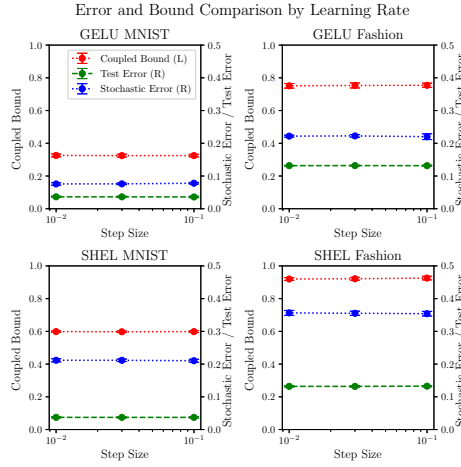 Error and Bound Comparison by Learning Rate
GELU MNIST
GELU Fashion
Coupled Bound (L)
Test Error (R)
Stochastic Error (R)
1.0
0.8
0.6
0.4
0.2
0.0
Coupled Bound
0.5
0.4
0.3
0.2
0.1
0.0
Stochastic Error / Test Error
10⁻²
10⁻¹
Step Size
1.0
0.8
0.6
0.4
0.2
0.0
Coupled Bound
0.5
0.4
0.3
0.2
0.1
0.0
Stochastic Error / Test Error
10⁻²
10⁻¹
Step Size
SHEL MNIST
SHEL Fashion
1.0
0.8
0.6
0.4
0.2
0.0
Coupled Bound
0.5
0.4
0.3
0.2
0.1
0.0
Stochastic Error / Test Error
10⁻²
10⁻¹
Step Size
1.0
0.8
0.6
0.4
0.2
0.0
Coupled Bound
0.5
0.4
0.3
0.2
0.1
0.0
Stochastic Error / Test Error
10⁻²
10⁻¹
Step Size